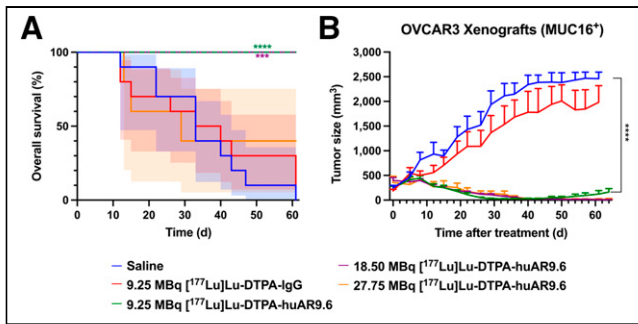 A
****
***
Overall survival (%)
100
50
0
0 10 20 30 40 50 60
Time (d)
B
OVCAR3 Xenografts (MUC16⁺)
Tumor size (mm³)
2,500
2,000
1,500
1,000
500
0
0 10 20 30 40 50 60
Time after treatment (d)
****
Saline
9.25 MBq [¹⁷⁷Lu]Lu-DTPA-IgG
9.25 MBq [¹⁷⁷Lu]Lu-DTPA-huAR9.6
18.50 MBq [¹⁷⁷Lu]Lu-DTPA-huAR9.6
27.75 MBq [¹⁷⁷Lu]Lu-DTPA-huAR9.6